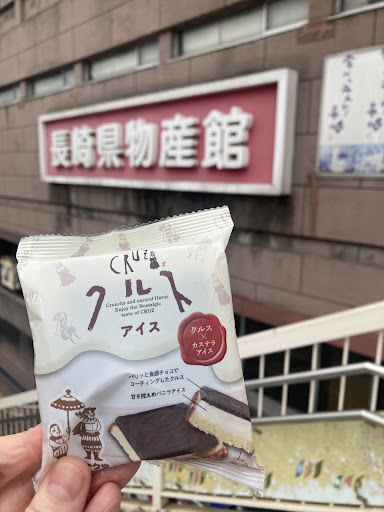 長崎県物産館
CRUZ
クルト
Crunchy and natural flavor
Enjoy the Nostalgic
taste of CRUZ
アイス
クルス
×
カステラ
アイス
パリッと食感チョコで
コーティングしたクルス
甘さ控えめバニラアイス